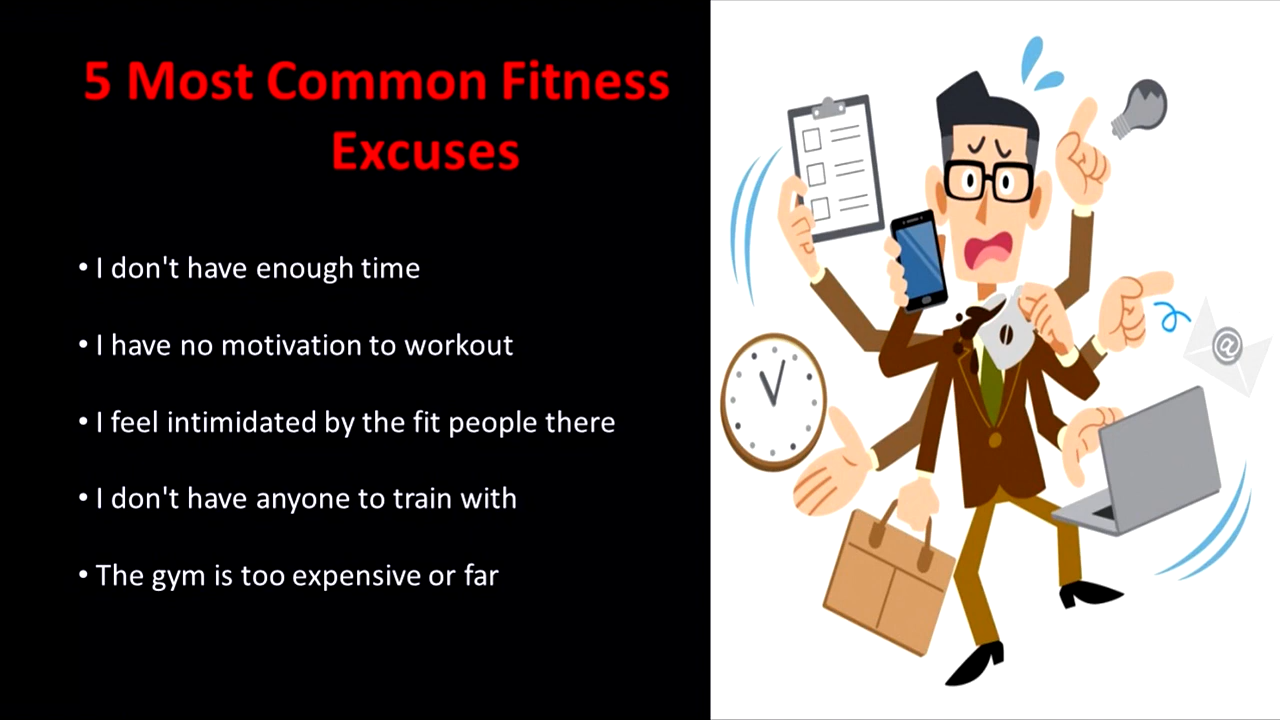 5 Most Common Fitness
Excuses
• I don't have enough time
• I have no motivation to workout
• I feel intimidated by the fit people there
• I don't have anyone to train with
• The gym is too expensive or far
@